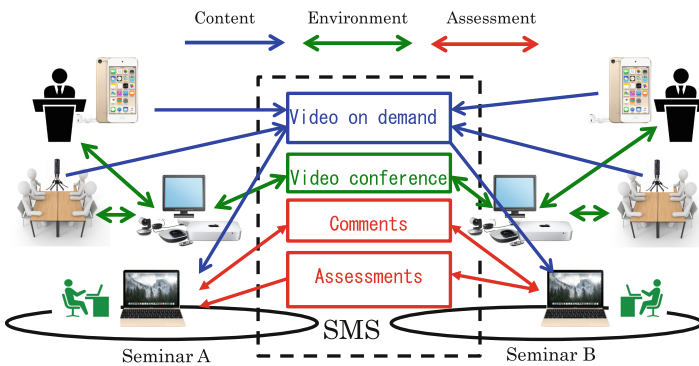 Content
Environment
Assessment
Video on demand
Video conference
Comments
Assessments
SMS
Seminar A
Seminar B